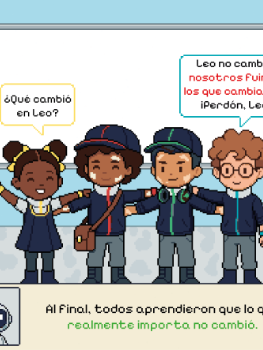 ¿Qué cambió
en Leo?
Leo no camb
nosotros fui
los que cambia
¡Perdón, Le
Al final, todos aprendieron que lo q
realmente importa no cambió.